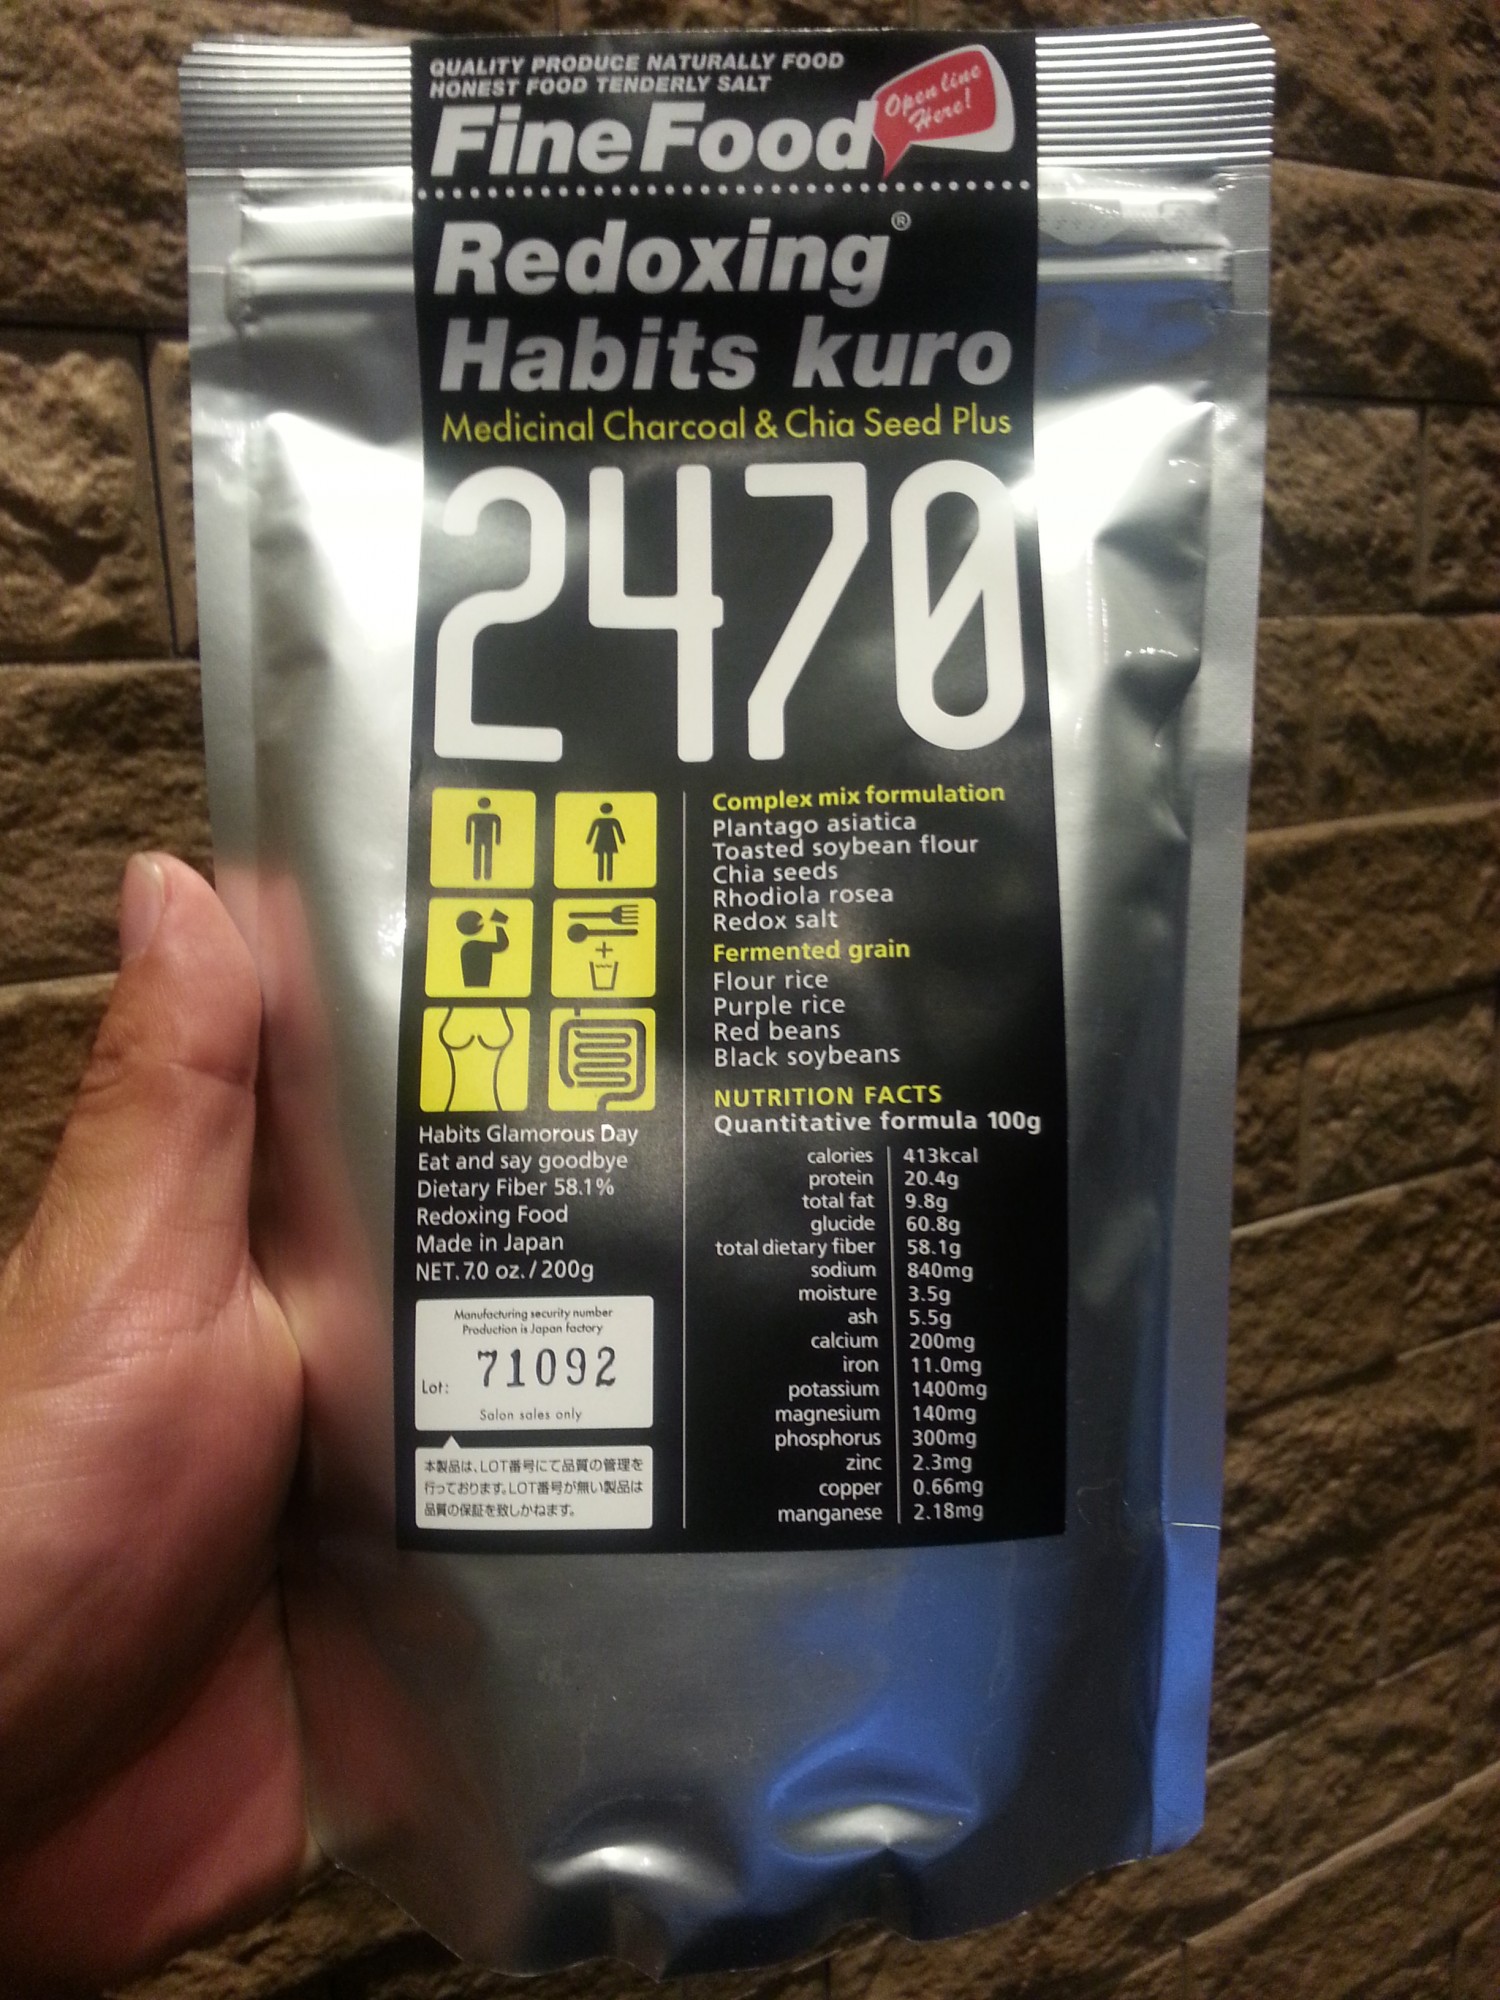 QUALITY PRODUCE NATURALLY FOOD
HONEST FOOD TENDERLY SALT
FineFood
Open line
Here!
Redoxing®
Habits kuro
Medicinal Charcoal & Chia Seed Plus
2470
Complex mix formulation
Plantago asiatica
Toasted soybean flour
Chia seeds
Rhodiola rosea
Redox salt
Fermented grain
Flour rice
Purple rice
Red beans
Black soybeans
NUTRITION FACTS
Quantitative formula 100g
calories 413kcal
protein 20.4g
total fat 9.8g
glucide 60.8g
total dietary fiber 58.1g
sodium 840mg
moisture 3.5g
ash 5.5g
calcium 200mg
iron 11.0mg
potassium 1400mg
magnesium 140mg
phosphorus 300mg
zinc 2.3mg
copper 0.66mg
manganese 2.18mg
Habits Glamorous Day
Eat and say goodbye
Dietary Fiber 58.1%
Redoxing Food
Made in Japan
NET. 7.0 oz. / 200g
Manufacturing security number
Production is Japan factory
Lot: 71092
Salon sales only
本製品は、LOT番号にて品質の管理を
行っております。LOT番号が無い製品は
品質の保証を致しかねます。